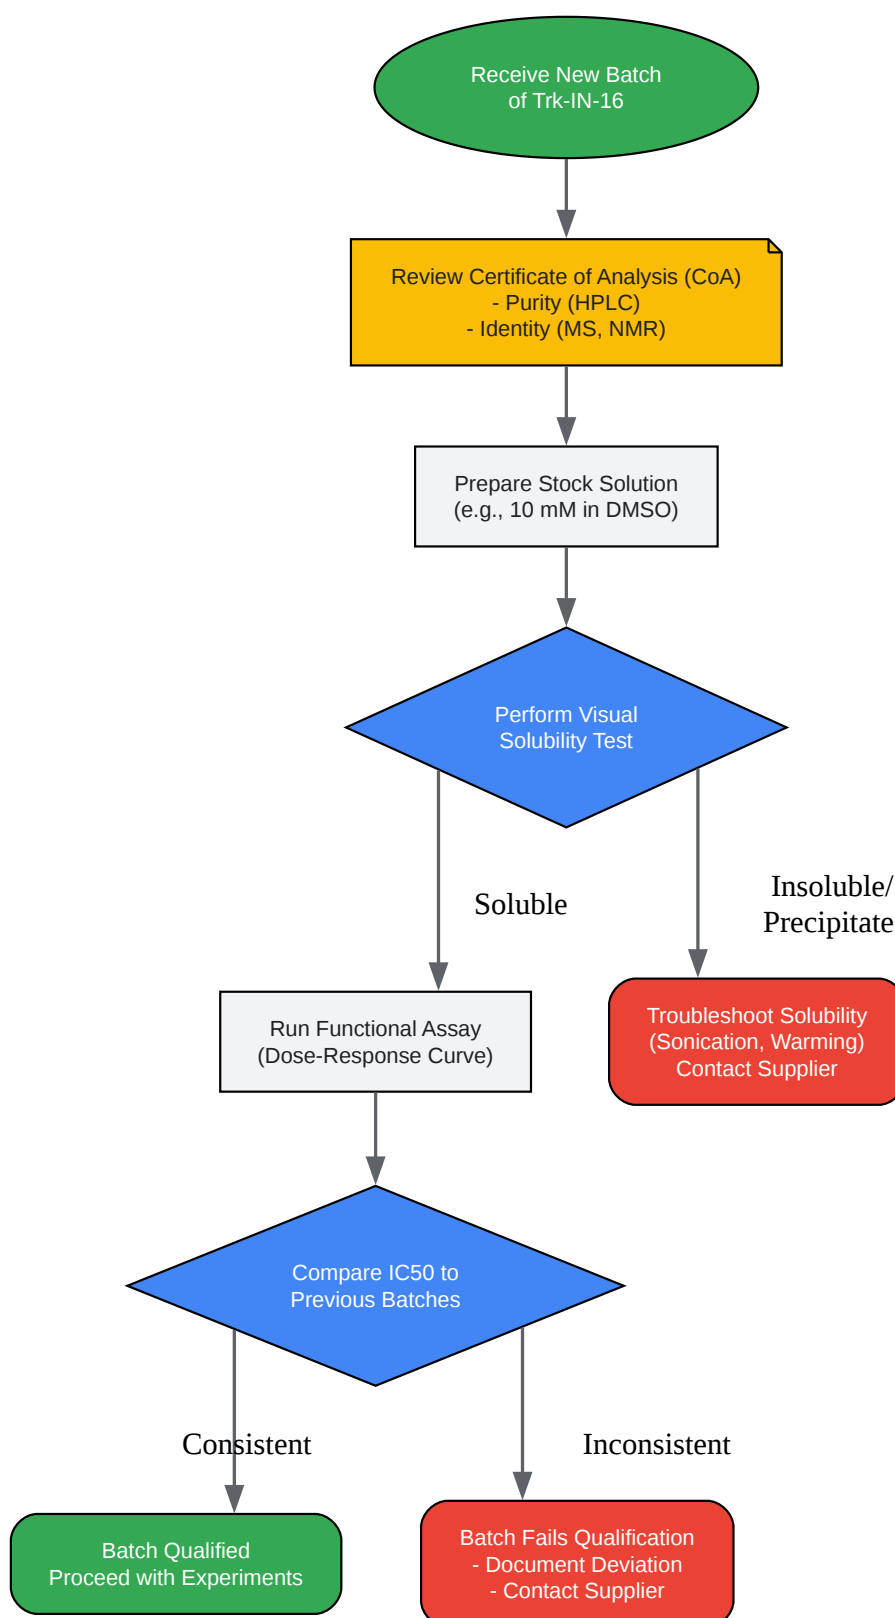 Receive New Batch
of Trk-IN-16
Review Certificate of Analysis (CoA)
- Purity (HPLC)
- Identity (MS, NMR)
Prepare Stock Solution
(e.g., 10 mM in DMSO)
Perform Visual
Solubility Test
Soluble
Insoluble/
Precipitate
Run Functional Assay
(Dose-Response Curve)
Troubleshoot Solubility
(Sonication, Warming)
Contact Supplier
Compare IC50 to
Previous Batches
Consistent
Inconsistent
Batch Qualified
Proceed with Experiments
Batch Fails Qualification
- Document Deviation
- Contact Supplier